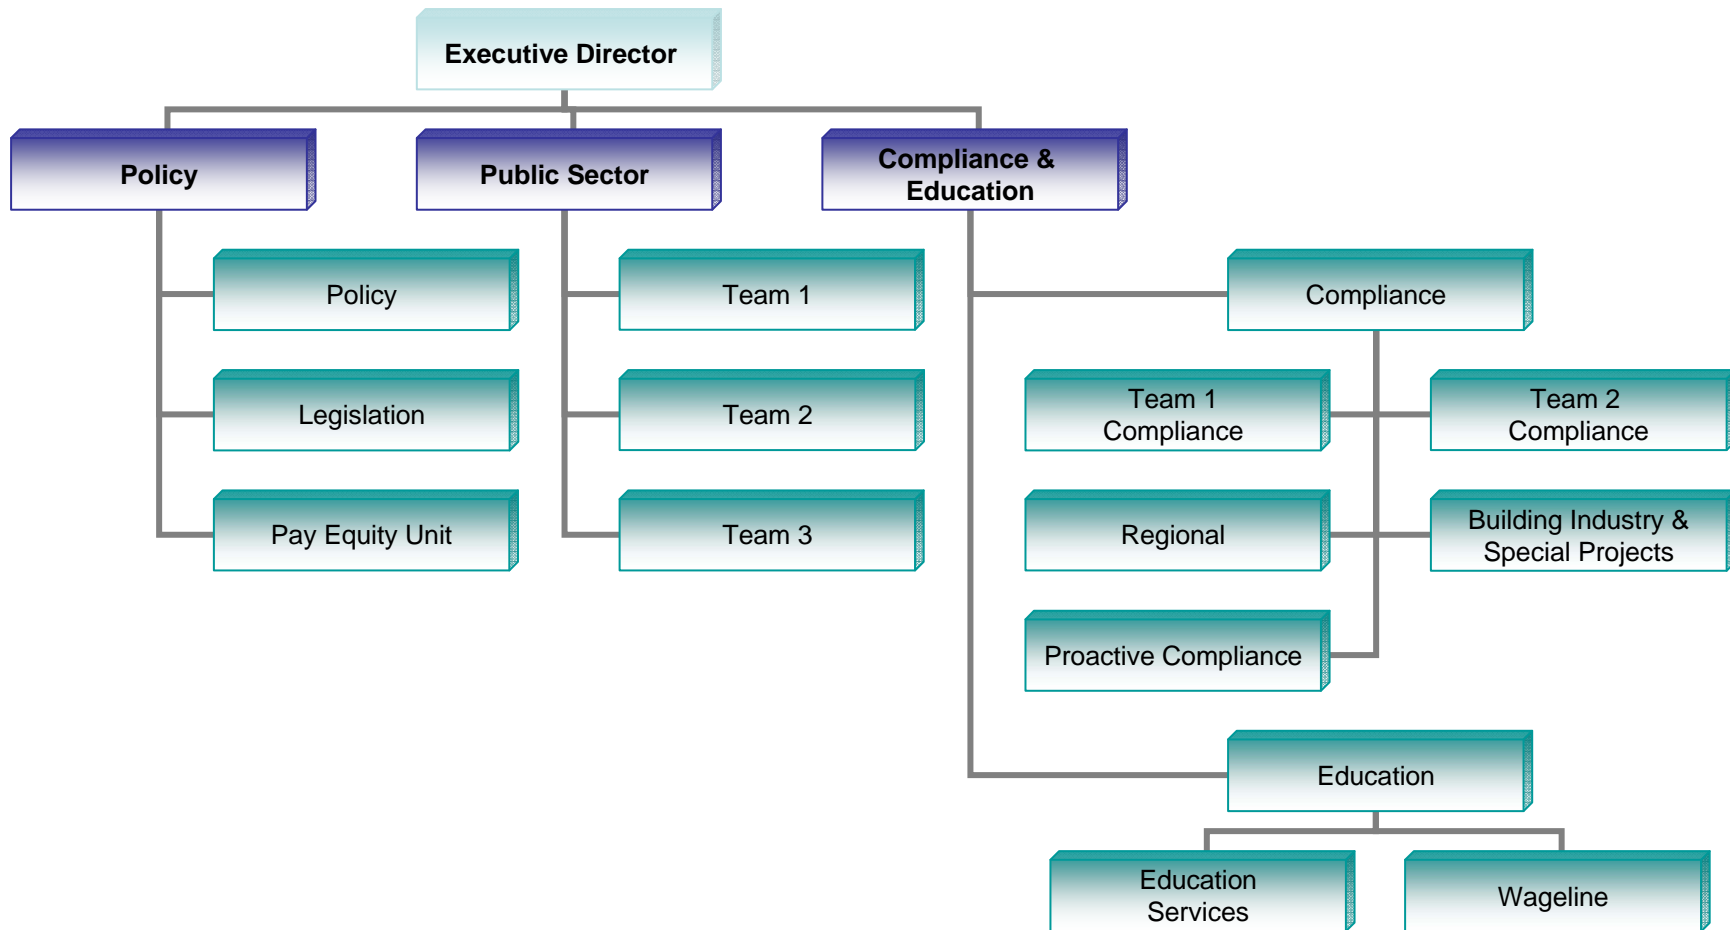 Executive Director
Policy
Public Sector
Compliance &
Education
Policy
Team 1
Compliance
Legislation
Team 2
Team 1
Compliance
Team 2
Compliance
Pay Equity Unit
Team 3
Regional
Building Industry &
Special Projects
Proactive Compliance
Education
Education
Services
Wageline